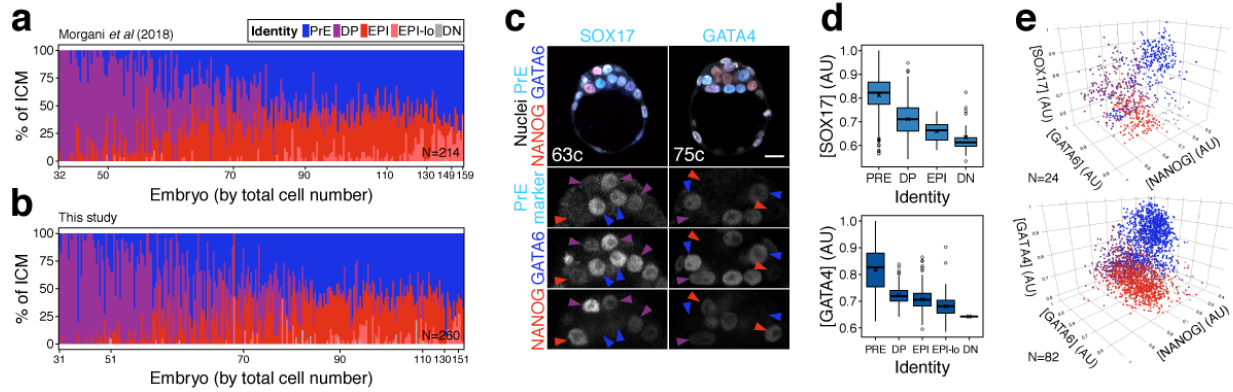 a
Morgani et al (2018)
Identity PrE DP EPI EPI-lo DN
% of ICM
100
75
50
25
0
N=214
32 51 70 90 110 130 149 159
Embryo (by total cell number)
b
This study
% of ICM
100
75
50
25
0
N=260
31 51 70 90 110 130 151
Embryo (by total cell number)
c
SOX17 GATA4
Nuclei PrE
NANOG GATA6
63c 75c
PrE
marker
NANOG GATA6
d
[SOX17] (AU)
1.0
0.9
0.8
0.7
0.6
PRE DP EPI DN
Identity
[GATA4] (AU)
1.0
0.9
0.8
0.7
0.6
PRE DP EPI EPI-lo DN
Identity
e
[SOX17] (AU)
[GATA6] (AU)
[NANOG] (AU)
N=24
[GATA4] (AU)
[GATA6] (AU)
[NANOG] (AU)
N=82